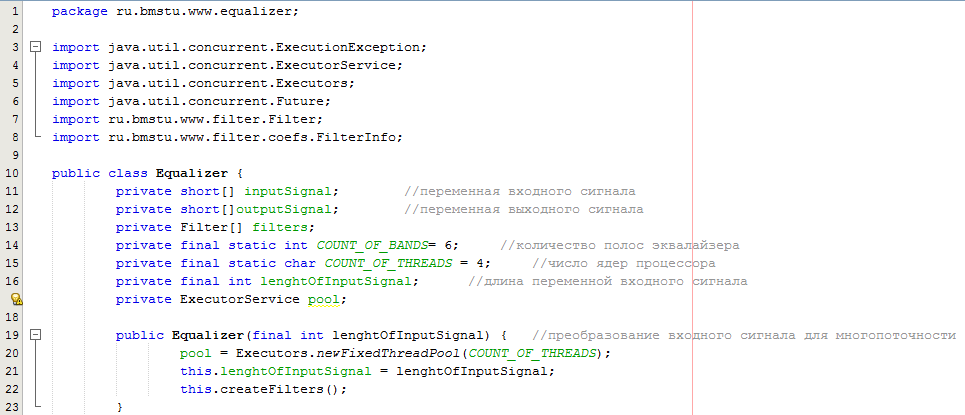 1 package ru.bmstu.www.equalizer;
2
3 import java.util.concurrent.ExecutionException;
4 import java.util.concurrent.ExecutorService;
5 import java.util.concurrent.Executors;
6 import java.util.concurrent.Future;
7 import ru.bmstu.www.filter.Filter;
8 import ru.bmstu.www.filter.coefs.FilterInfo;
9
10 public class Equalizer {
11 private short[] inputSignal; //переменная входного сигнала
12 private short[]outputSignal; //переменная выходного сигнала
13 private Filter[] filters;
14 private final static int COUNT_OF_BANDS= 6; //количество полос эквалайзера
15 private final static char COUNT_OF_THREADS = 4; //число ядер процессора
16 private final int lenghtOfInputSignal; //длина переменной входного сигнала
private ExecutorService pool;
18
19 public Equalizer(final int lenghtOfInputSignal) { //преобразование входного сигнала для многопоточности
20 pool = Executors.newFixedThreadPool(COUNT_OF_THREADS);
21 this.lenghtOfInputSignal = lenghtOfInputSignal;
22 this.createFilters();
23 }